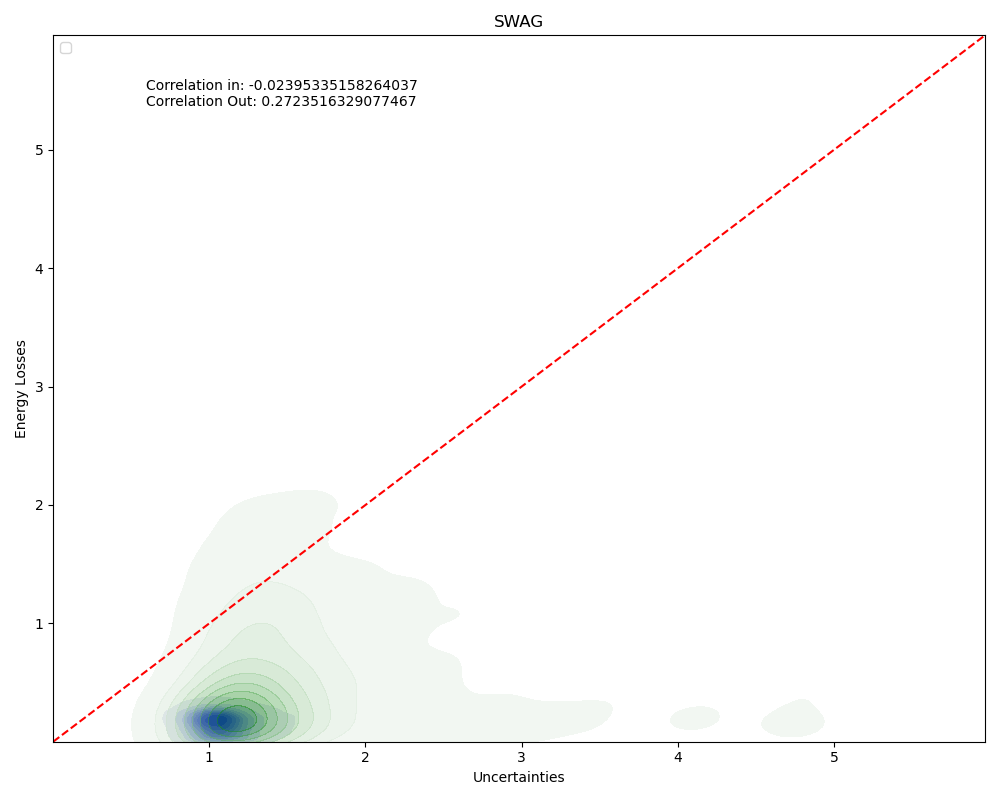 SWAG
Correlation in: -0.02395335158264037
Correlation Out: 0.2723516329077467
Energy Losses
5
4
3
2
1
1 2 3 4 5
Uncertainties